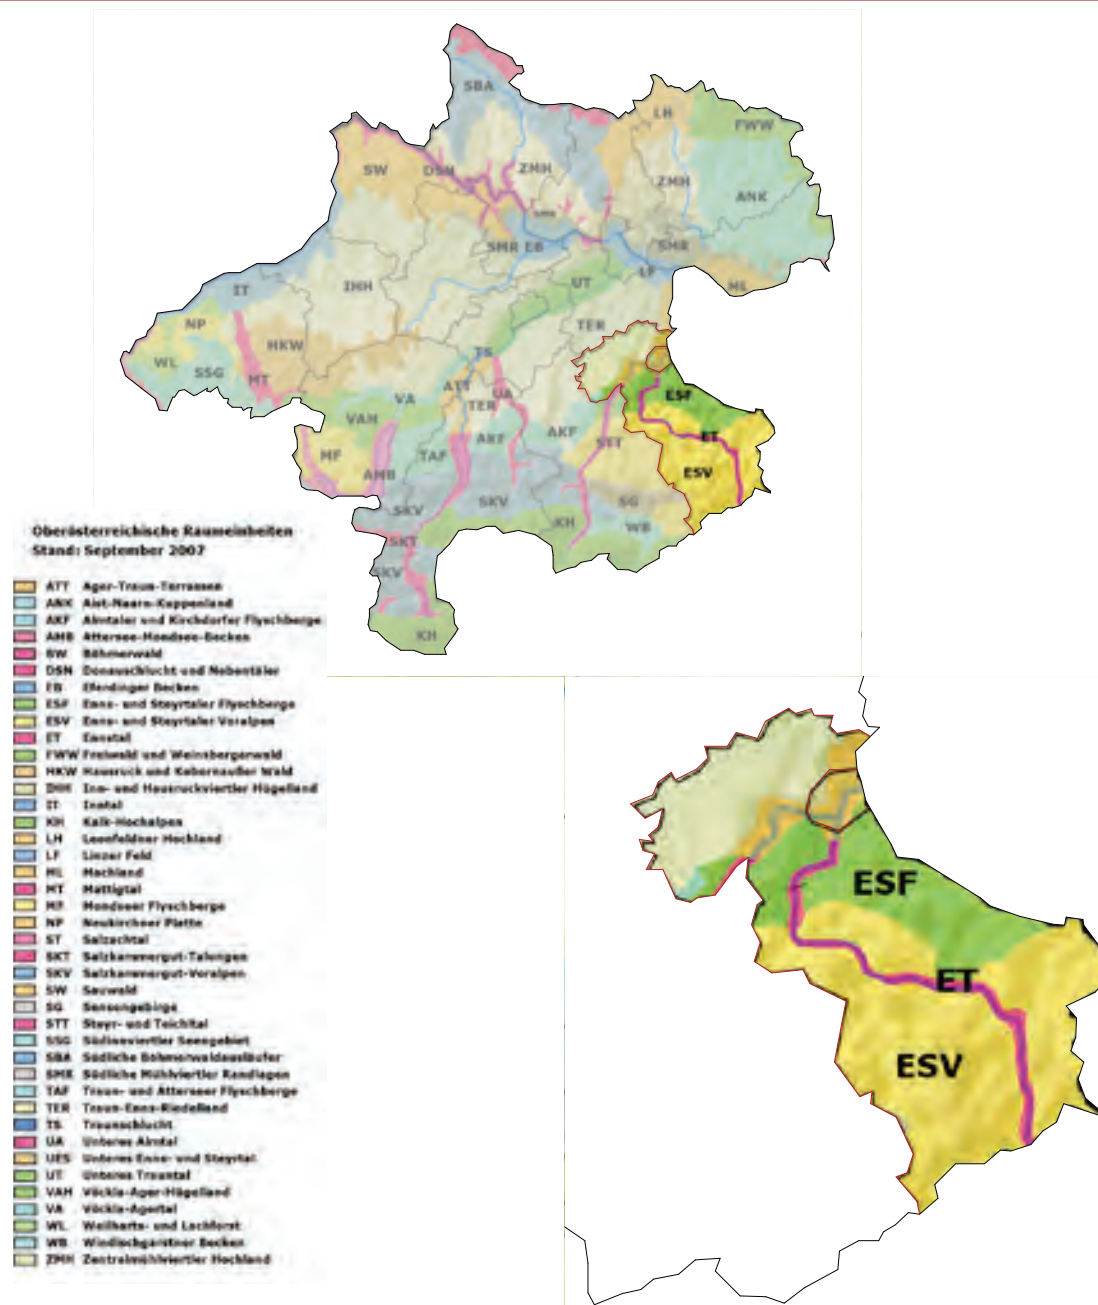 SBA
LH
FWW
SW
DSN
ZMH
ZMH
ANK
SMR
SMR EB
SMR
LF
ML
IT
IHH
UT
NP
TER
HKW
WL
SSG
MT
TS
ATT
UA
VA
TER
ESF
VAH
AKF
AKF
ET
STT
MF
TAF
AMB
ESV
SKV
SKV
SG
KH
WB
SKT
SKV
KH
Oberösterreichische Raumeinheiten
Stand: September 2007
ATT Ager-Traun-Terrassen
ANK Aist-Naarn-Kuppenland
AKF Almtaler und Kirchdorfer Flyschberge
AMB Attersee-Mondsee-Becken
BW Böhmerwald
DSN Donauschlucht und Nebentäler
EB Eferdinger Becken
ESF Enns- und Steyrtaler Flyschberge
ESV Enns- und Steyrtaler Voralpen
ET Ennstal
FWW Freiwald und Weinsbergerwald
HKW Hausruck und Kobernaußer Wald
IHH Inn- und Hausruckviertler Hügelland
IT Inntal
KH Kalk-Hochalpen
LH Leonfeldner Hochland
LF Linzer Feld
ML Machland
MT Mattigtal
MF Mondseer Flyschberge
NP Neukirchner Platte
ST Salzachtal
SKT Salzkammergut-Talungen
SKV Salzkammergut-Voralpen
SW Sauwald
SG Sensengebirge
STT Steyr- und Teichltal
SSG Südinnviertler Seengebiet
SBA Südliche Böhmerwaldausläufer
SMR Südliche Mühlviertler Randlagen
TAF Traun- und Atterseer Flyschberge
TER Traun-Enns-Riedelland
TS Traunschlucht
UA Unteres Almtal
UES Unteres Enns- und Steyrtal
UT Unteres Trauntal
VAH Vöckla-Ager-Hügelland
VA Vöckla-Agertal
WL Weilharts- und Lachforst
WB Windischgarstner Becken
ZMH Zentralmühlviertler Hochland
ESF
ET
ESV